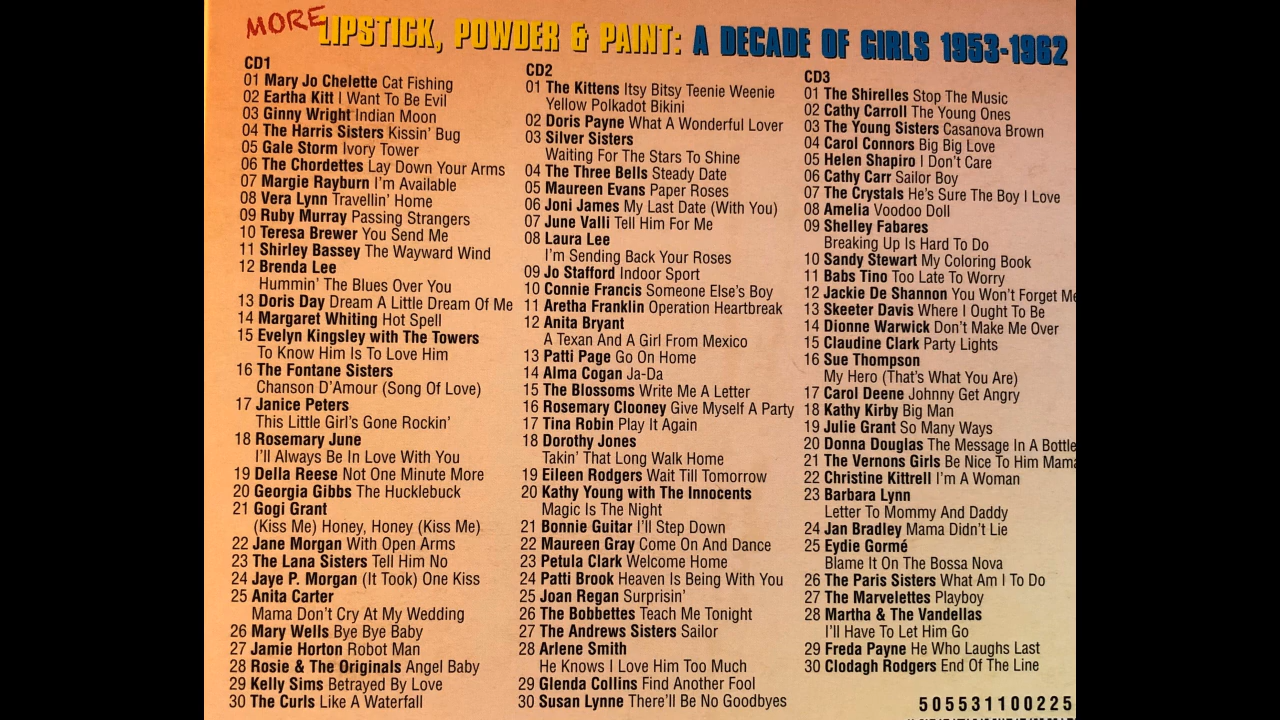 MORE LIPSTICK, POWDER & PAINT: A DECADE OF GIRLS 1953-1962
CD1
01 Mary Jo Chelette Cat Fishing
02 Eartha Kitt I Want To Be Evil
03 Ginny Wright Indian Moon
04 The Harris Sisters Kissin' Bug
05 Gale Storm Ivory Tower
06 The Chordettes Lay Down Your Arms
07 Margie Rayburn I'm Available
08 Vera Lynn Travellin' Home
09 Ruby Murray Passing Strangers
10 Teresa Brewer You Send Me
11 Shirley Bassey The Wayward Wind
12 Brenda Lee
Hummin' The Blues Over You
13 Doris Day Dream A Little Dream Of Me
14 Margaret Whiting Hot Spell
15 Evelyn Kingsley with The Towers
To Know Him Is To Love Him
16 The Fontane Sisters
Chanson D'Amour (Song Of Love)
17 Janice Peters
This Little Girl's Gone Rockin'
18 Rosemary June
I'll Always Be In Love With You
19 Della Reese Not One Minute More
20 Georgia Gibbs The Hucklebuck
21 Gogi Grant
(Kiss Me) Honey, Honey (Kiss Me)
22 Jane Morgan With Open Arms
23 The Lana Sisters Tell Him No
24 Jaye P. Morgan (It Took) One Kiss
25 Anita Carter
Mama Don't Cry At My Wedding
26 Mary Wells Bye Bye Baby
27 Jamie Horton Robot Man
28 Rosie & The Originals Angel Baby
29 Kelly Sims Betrayed By Love
30 The Curls Like A Waterfall
CD2
01 The Kittens Itsy Bitsy Teenie Weenie
Yellow Polkadot Bikini
02 Doris Payne What A Wonderful Lover
03 Silver Sisters
Waiting For The Stars To Shine
04 The Three Bells Steady Date
05 Maureen Evans Paper Roses
06 Joni James My Last Date (With You)
07 June Valli Tell Him For Me
08 Laura Lee
I'm Sending Back Your Roses
09 Jo Stafford Indoor Sport
10 Connie Francis Someone Else's Boy
11 Aretha Franklin Operation Heartbreak
12 Anita Bryant
A Texan And A Girl From Mexico
13 Patti Page Go On Home
14 Alma Cogan Ja-Da
15 The Blossoms Write Me A Letter
16 Rosemary Clooney Give Myself A Party
17 Tina Robin Play It Again
18 Dorothy Jones
Takin' That Long Walk Home
19 Eileen Rodgers Wait Till Tomorrow
20 Kathy Young with The Innocents
Magic Is The Night
21 Bonnie Guitar I'll Step Down
22 Maureen Gray Come On And Dance
23 Petula Clark Welcome Home
24 Patti Brook Heaven Is Being With You
25 Joan Regan Surprisin'
26 The Bobbettes Teach Me Tonight
27 The Andrews Sisters Sailor
28 Arlene Smith
He Knows I Love Him Too Much
29 Glenda Collins Find Another Fool
30 Susan Lynne There'll Be No Goodbyes
CD3
01 The Shirelles Stop The Music
02 Cathy Carroll The Young Ones
03 The Young Sisters Casanova Brown
04 Carol Connors Big Big Love
05 Helen Shapiro I Don't Care
06 Cathy Carr Sailor Boy
07 The Crystals He's Sure The Boy I Love
08 Amelia Voodoo Doll
09 Shelley Fabares
Breaking Up Is Hard To Do
10 Sandy Stewart My Coloring Book
11 Babs Tino Too Late To Worry
12 Jackie De Shannon You Won't Forget Me
13 Skeeter Davis Where I Ought To Be
14 Dionne Warwick Don't Make Me Over
15 Claudine Clark Party Lights
16 Sue Thompson
My Hero (That's What You Are)
17 Carol Deene Johnny Get Angry
18 Kathy Kirby Big Man
19 Julie Grant So Many Ways
20 Donna Douglas The Message In A Bottle
21 The Vernons Girls Be Nice To Him Mama
22 Christine Kittrell I'm A Woman
23 Barbara Lynn
Letter To Mommy And Daddy
24 Jan Bradley Mama Didn't Lie
25 Eydie Gormé
Blame It On The Bossa Nova
26 The Paris Sisters What Am I To Do
27 The Marvelettes Playboy
28 Martha & The Vandellas
I'll Have To Let Him Go
29 Freda Payne He Who Laughs Last
30 Clodagh Rodgers End Of The Line
5055311 00225